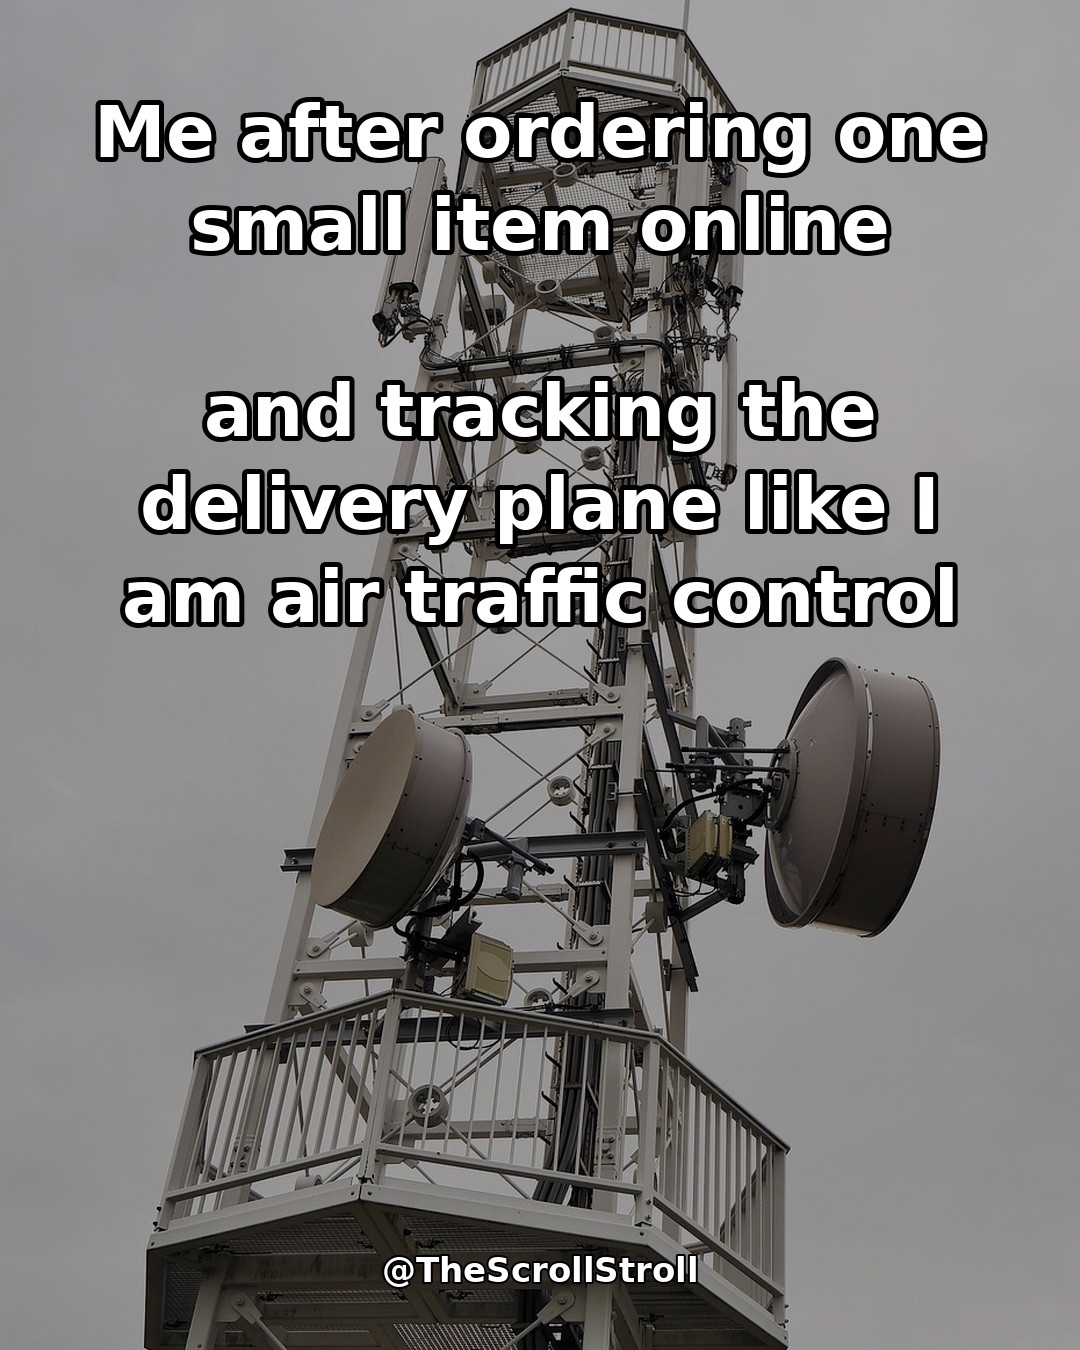 Me after ordering one
small item online
and tracking the
delivery plane like I
am air traffic control
@TheScrollStroll